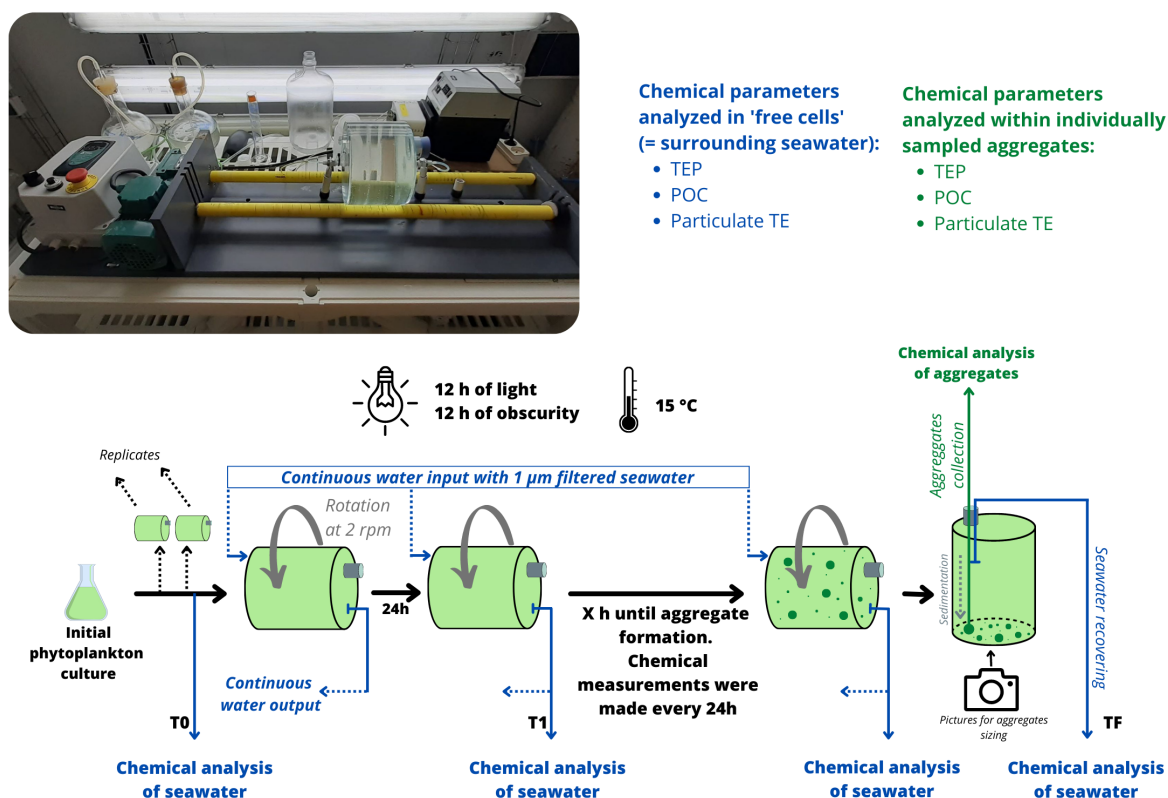 Chemical parameters
analyzed in 'free cells'
(= surrounding seawater):
• TEP
• POC
• Particulate TE
Chemical parameters
analyzed within individually
sampled aggregates:
• TEP
• POC
• Particulate TE
12 h of light
12 h of obscurity
15 °C
Chemical analysis
of aggregates
Aggreggates
collection
Replicates
Continuous water input with 1 µm filtered seawater
Rotation
at 2 rpm
Initial
phytoplankton
culture
24h
X h until aggregate
formation.
Chemical
measurements were
made every 24h
Sedimentation
Seawater recovering
Continuous
water output
Pictures for aggregates
sizing
T0
T1
TF
Chemical analysis
of seawater
Chemical analysis
of seawater
Chemical analysis
of seawater
Chemical analysis
of seawater